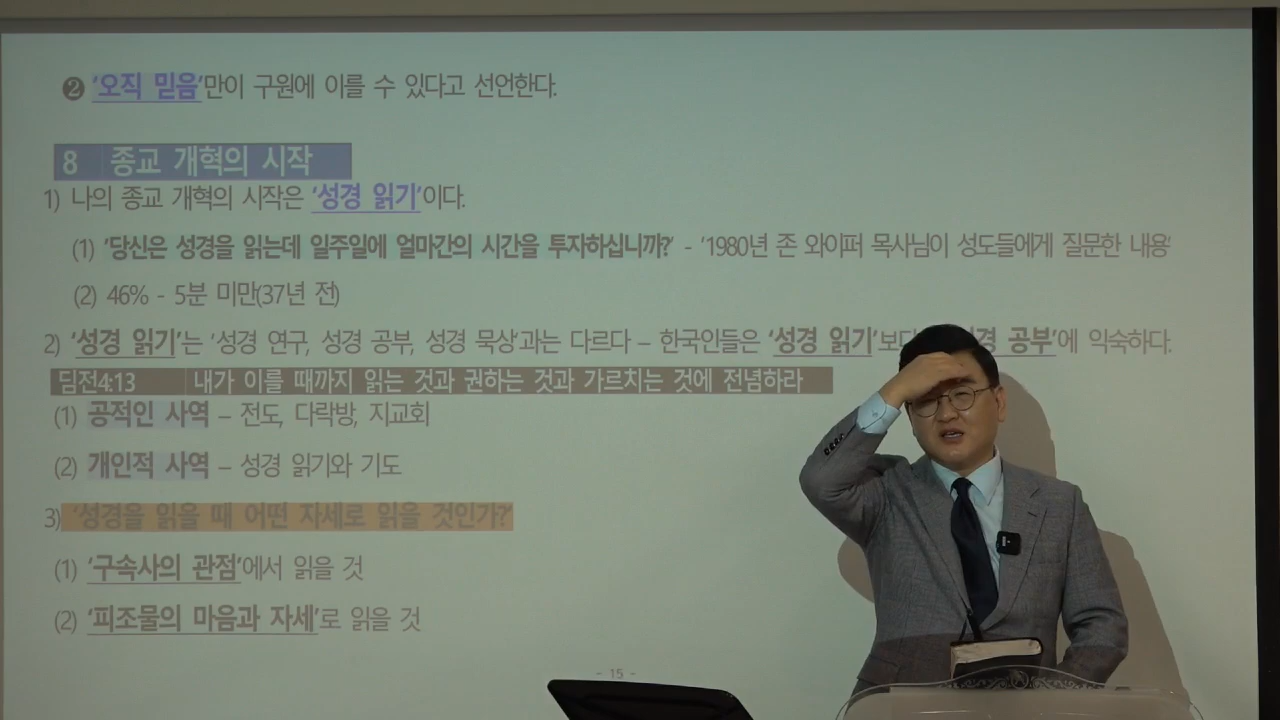 ❷ '오직 믿음'만이 구원에 이를 수 있다고 선언한다.
8 종교 개혁의 시작
1) 나의 종교 개혁의 시작은 '성경 읽기'이다.
(1) '당신은 성경을 읽는데 일주일에 얼마간의 시간을 투자하십니까?' - '1980년 존 와이퍼 목사님이 성도들에게 질문한 내용'
(2) 46% - 5분 미만(37년 전)
2) '성경 읽기'는 '성경 연구, 성경 공부, 성경 묵상'과는 다르다 – 한국인들은 '성경 읽기'보다 공부'에 익숙하다.
딤전4:13 내가 이를 때까지 읽는 것과 권하는 것과 가르치는 것에 전념하라
(1) 공적인 사역 – 전도, 다락방, 지교회
(2) 개인적 사역 – 성경 읽기와 기도
3) '성경을 읽을 때 어떤 자세로 읽을 것인가?'
(1) '구속사의 관점'에서 읽을 것
(2) '피조물의 마음과 자세'로 읽을 것
- 15 -